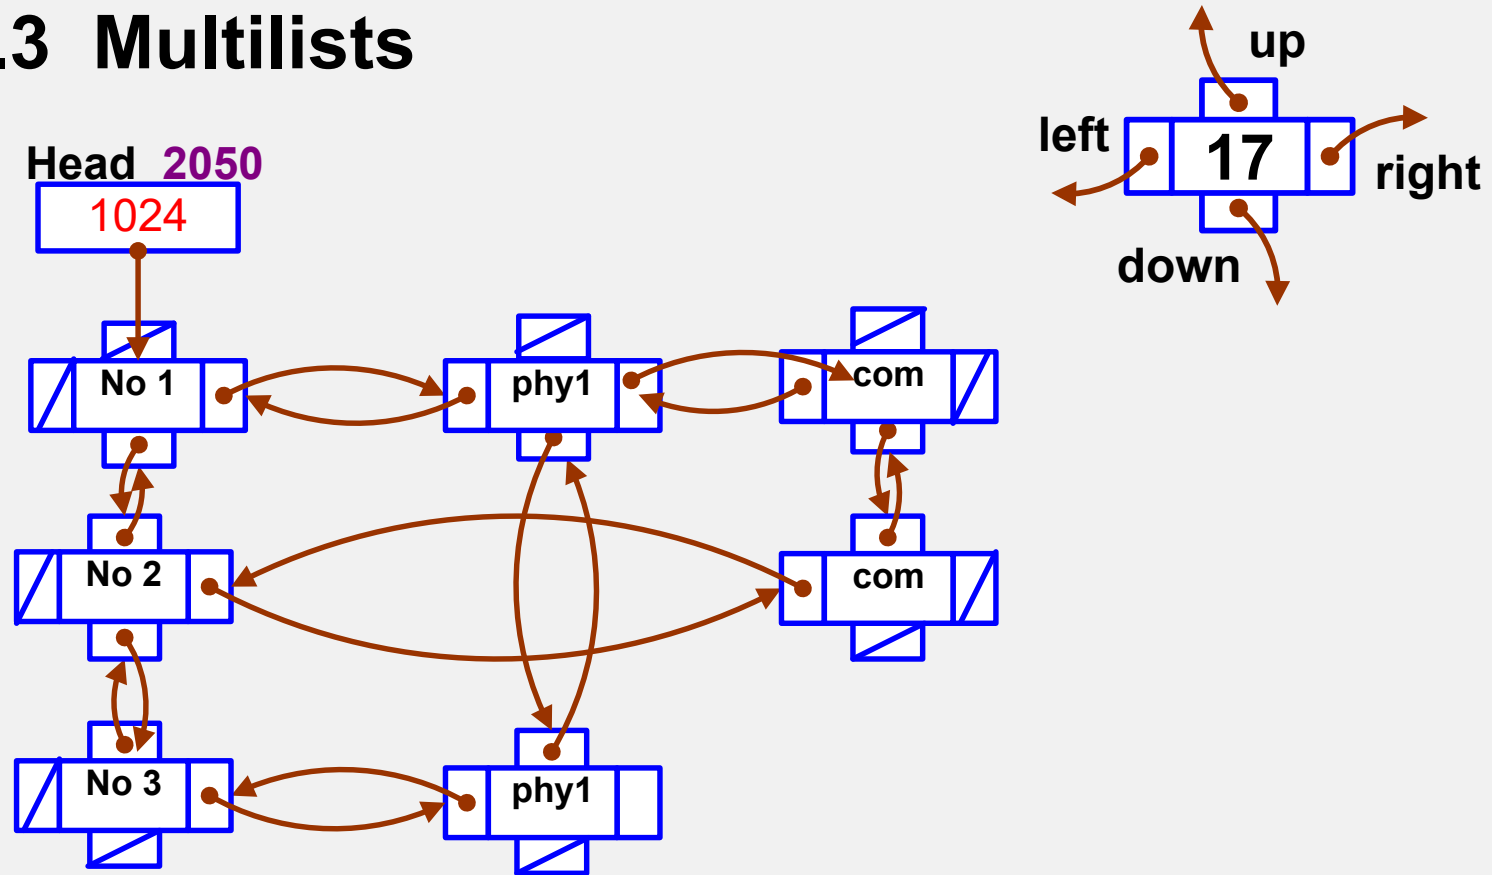 .3 Multilists
up
left
17
right
down
Head 2050
1024
No 1
phy1
com
No 2
com
No 3
phy1